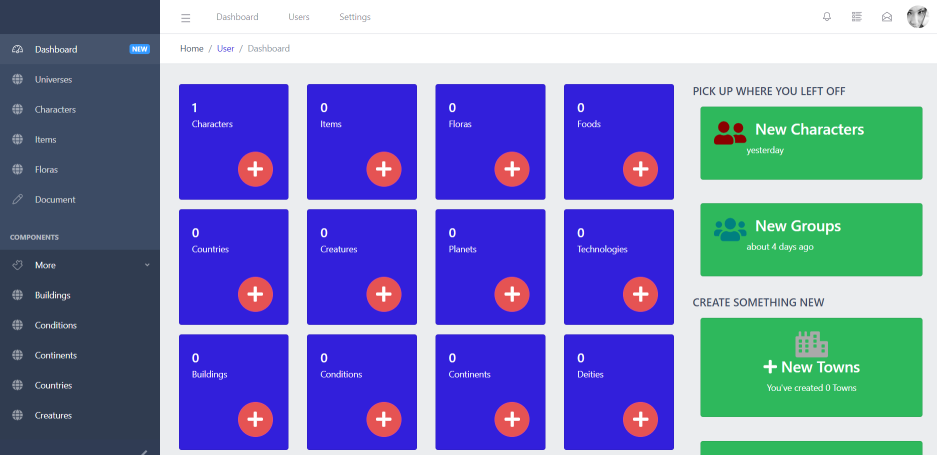 Dashboard Users Settings
Home / User / Dashboard
Dashboard NEW
Universes
Characters
Items
Floras
Document
COMPONENTS
More
Buildings
Conditions
Continents
Countries
Creatures
1
Characters
0
Items
0
Floras
0
Foods
0
Countries
0
Creatures
0
Planets
0
Technologies
0
Buildings
0
Conditions
0
Continents
0
Deities
PICK UP WHERE YOU LEFT OFF
New Characters
yesterday
New Groups
about 4 days ago
CREATE SOMETHING NEW
New Towns
You've created 0 Towns